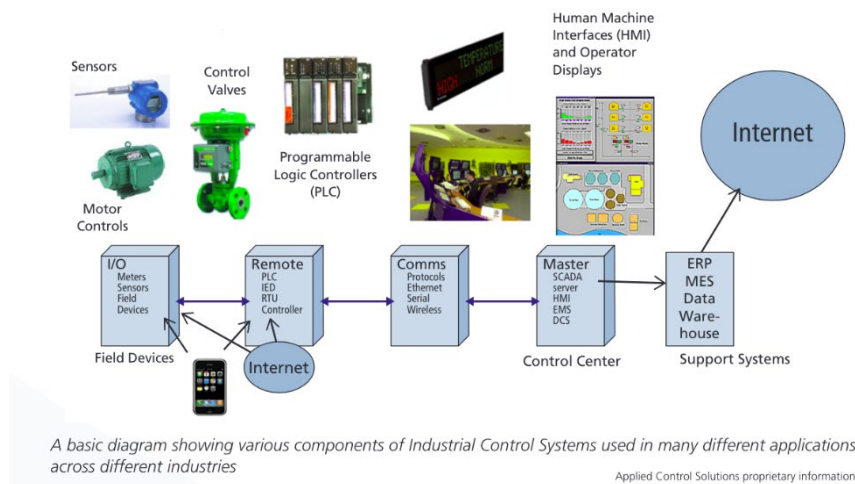 Sensors
Control
Valves
Motor
Controls
Programmable
Logic Controllers
(PLC)
TEMPERATURE
HIGH NORM
Human Machine
Interfaces (HMI)
and Operator
Displays
Internet
I/O
Meters
Sensors
Field
Devices
Field Devices
Remote
PLC
IED
RTU
Controller
Internet
Comms
Protocols
Ethernet
Serial
Wireless
Master
SCADA
server
HMI
EMS
DCS
Control Center
ERP
MES
Data
Ware-
house
Support Systems
A basic diagram showing various components of Industrial Control Systems used in many different applications
across different industries
Applied Control Solutions proprietary information